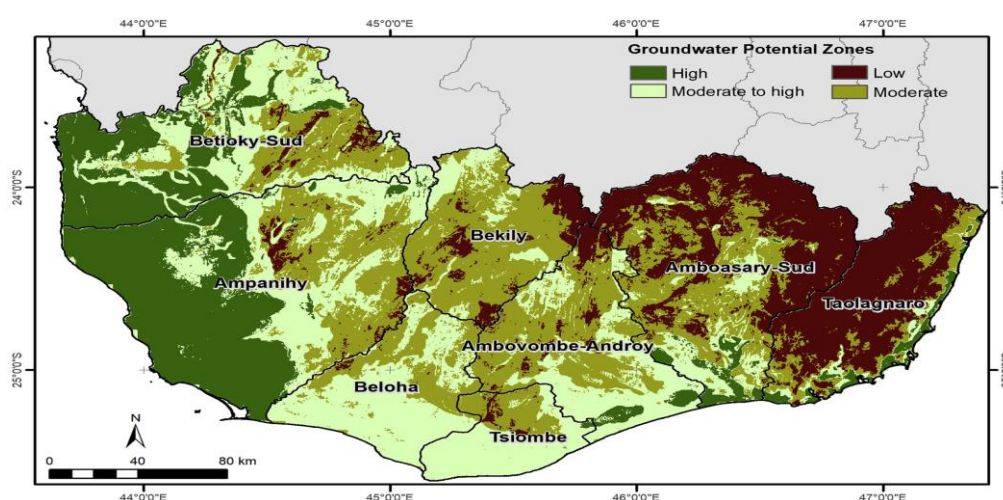 44°0'0"E 45°0'0"E 46°0'0"E 47°0'0"E
Groundwater Potential Zones
High Low
Moderate to high Moderate
Betioky-Sud
24°0'0"S
Bekily
Amboasary-Sud
Ampanihy
Taolagnaro
Ambovombe-Androy
25°0'0"S
Beloha
Tsiombe
N
0 20 40 80 km
44°0'0"E 45°0'0"E 46°0'0"E 47°0'0"E